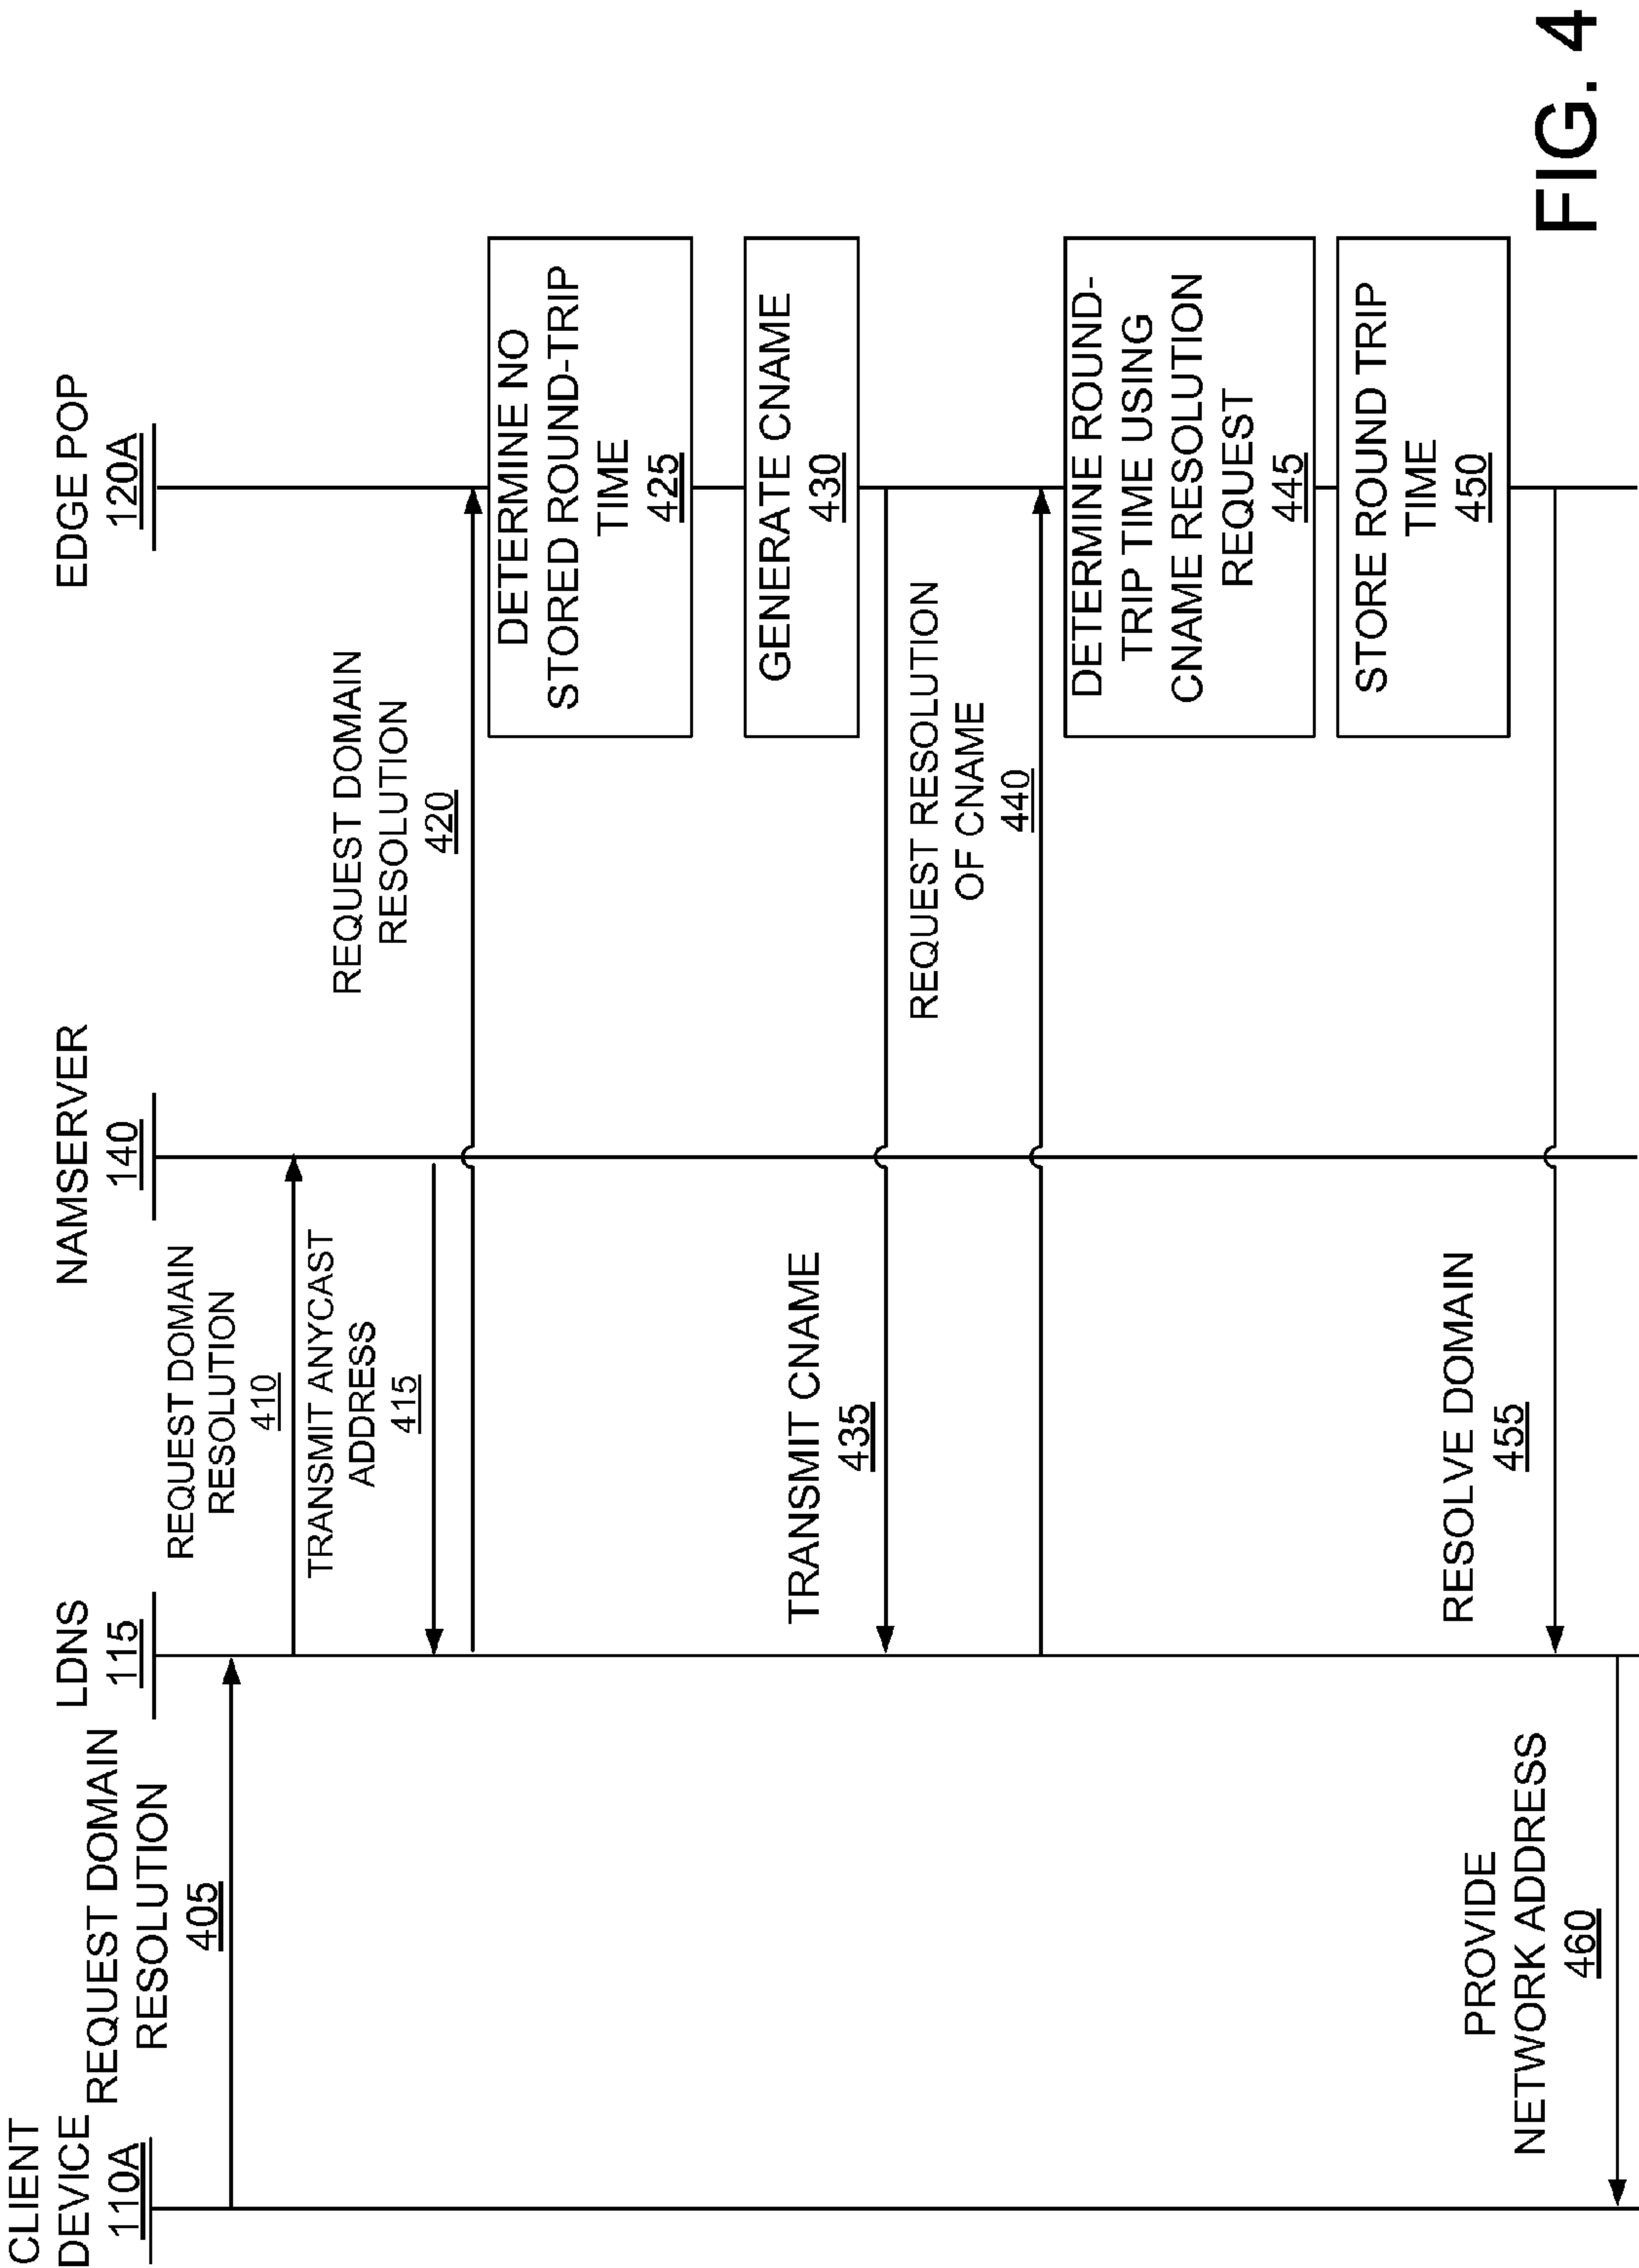 CLIENT
DEVICE
110A
LDNS
115
NAMSERVER
140
EDGE POP
120A
REQUEST DOMAIN
RESOLUTION
405
REQUEST DOMAIN
RESOLUTION
410
TRANSMIT ANYCAST
ADDRESS
415
REQUEST DOMAIN
RESOLUTION
420
DETERMINE NO
STORED ROUND-TRIP
TIME
425
GENERATE CNAME
430
TRANSMIT CNAME
435
REQUEST RESOLUTION
OF CNAME
440
DETERMINE ROUND-
TRIP TIME USING
CNAME RESOLUTION
REQUEST
445
STORE ROUND TRIP
TIME
450
RESOLVE DOMAIN
455
PROVIDE
NETWORK ADDRESS
460
FIG. 4